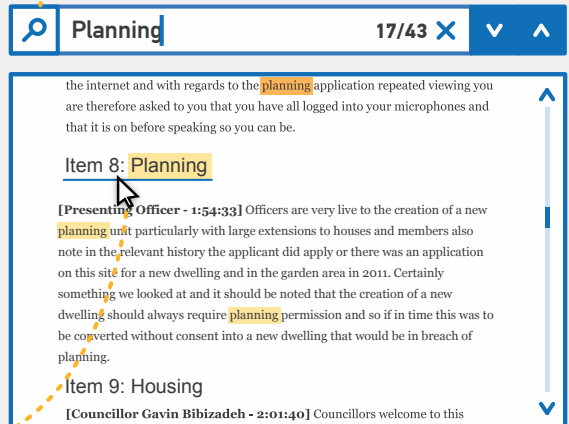 Planning 17/43
the internet and with regards to the planning application repeated viewing you
are therefore asked to you that you have all logged into your microphones and
that it is on before speaking so you can be.
Item 8: Planning
[Presenting Officer - 1:54:33] Officers are very live to the creation of a new
planning unit particularly with large extensions to houses and members also
note in the relevant history the applicant did apply or there was an application
on this site for a new dwelling and in the garden area in 2011. Certainly
something we looked at and it should be noted that the creation of a new
dwelling should always require planning permission and so if in time this was to
be converted without consent into a new dwelling that would be in breach of
planning.
Item 9: Housing
[Councillor Gavin Bibizadeh - 2:01:40] Councillors welcome to this